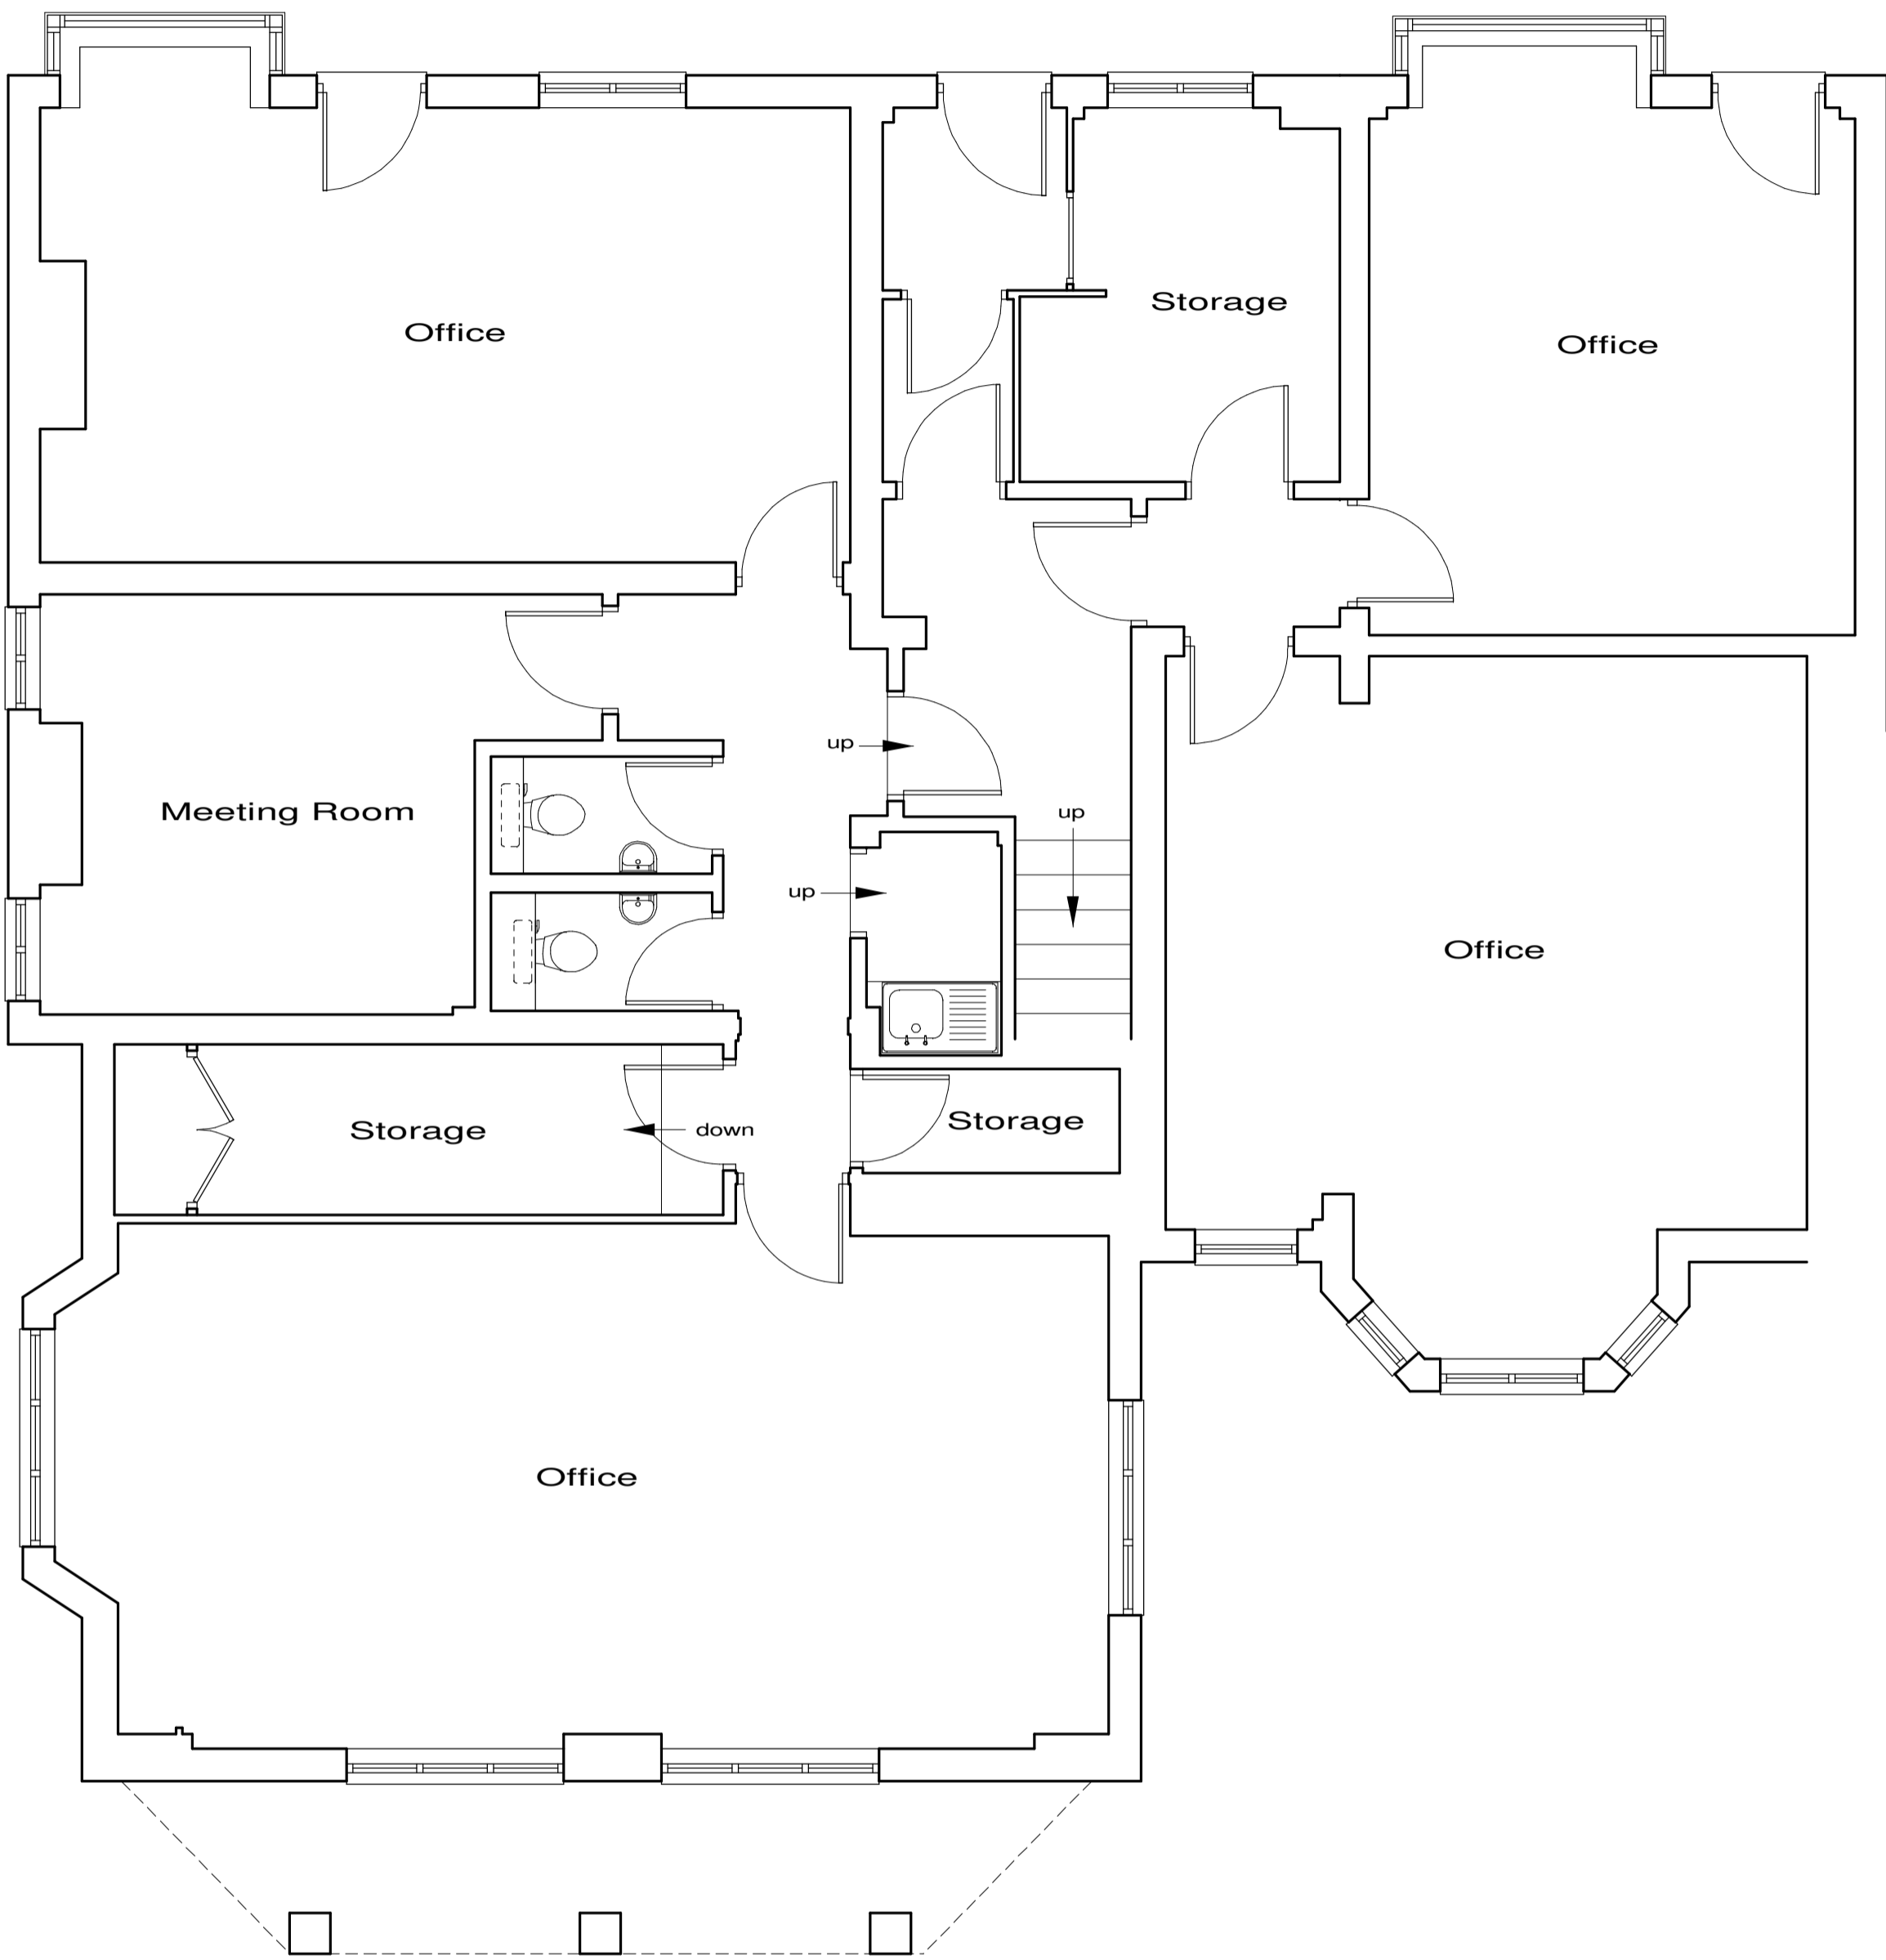 Storage
Office
Office
up
Meeting Room
up
up
Office
Storage
down
Storage
Office